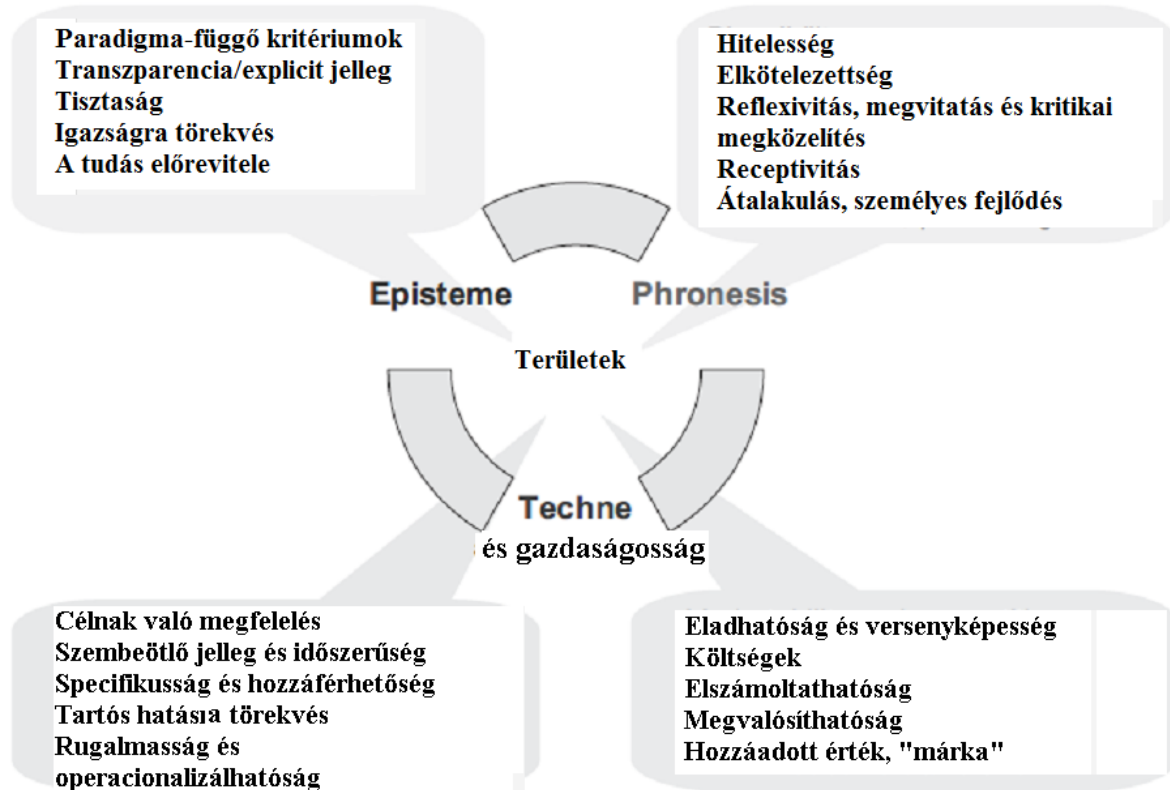 Paradigma-függő kritériumok
Transzparencia/explicit jelleg
Tisztaság
Igazságra törekvés
A tudás előrevitele
Hitelesség
Elkötelezettség
Reflexivitás, megvitatás és kritikai
megközelítés
Receptivitás
Átalakulás, személyes fejlődés
Episteme
Phronesis
Területek
Techne
és gazdaságosság
Célnak való megfelelés
Szembeötlő jelleg és időszerűség
Specifikusság és hozzáférhetőség
Tartós hatásra törekvés
Rugalmasság és
operacionalizálhatóság
Eladhatóság és versenyképesség
Költségek
Elszámoltathatóság
Megvalósíthatóság
Hozzáadott érték, "márka"